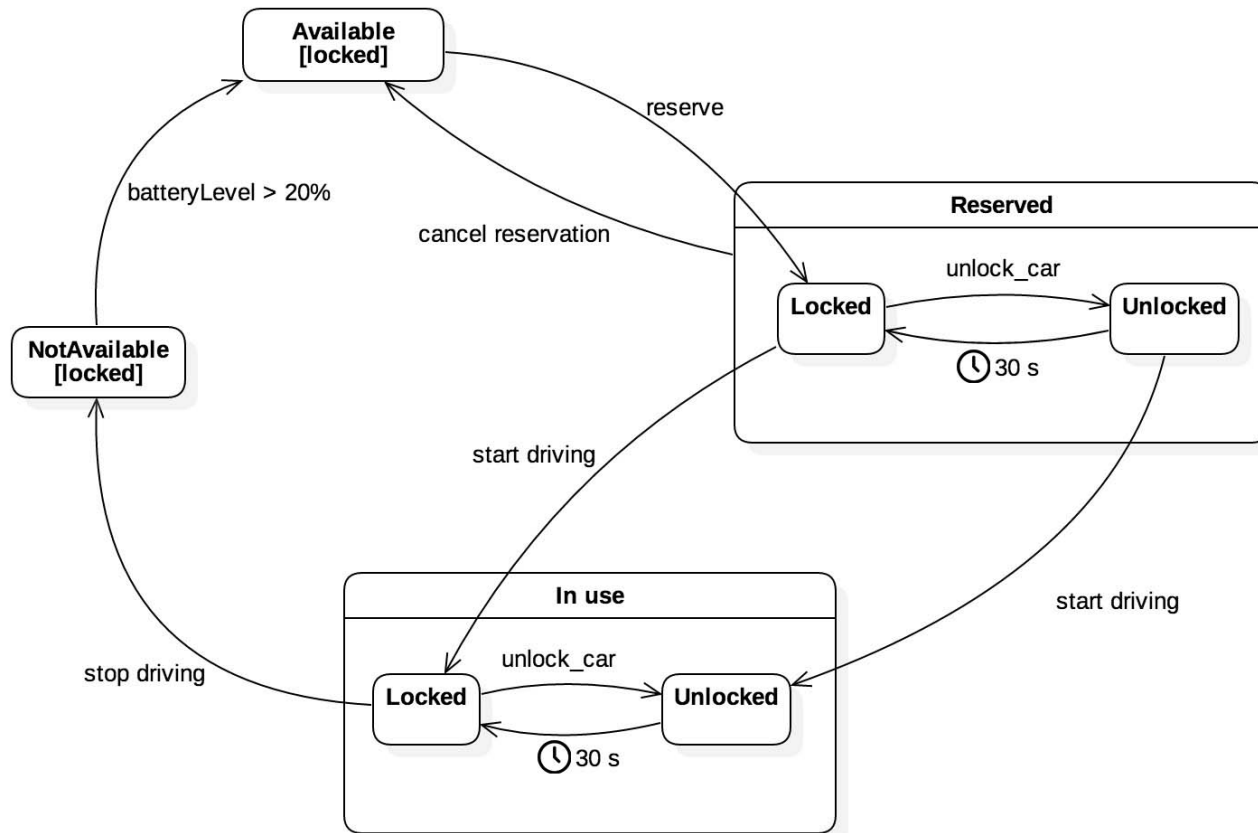 Available
[locked]
reserve
batteryLevel > 20%
cancel reservation
Reserved
unlock_car
Locked
Unlocked
30 s
NotAvailable
[locked]
start driving
start driving
In use
unlock_car
stop driving
Locked
Unlocked
30 s